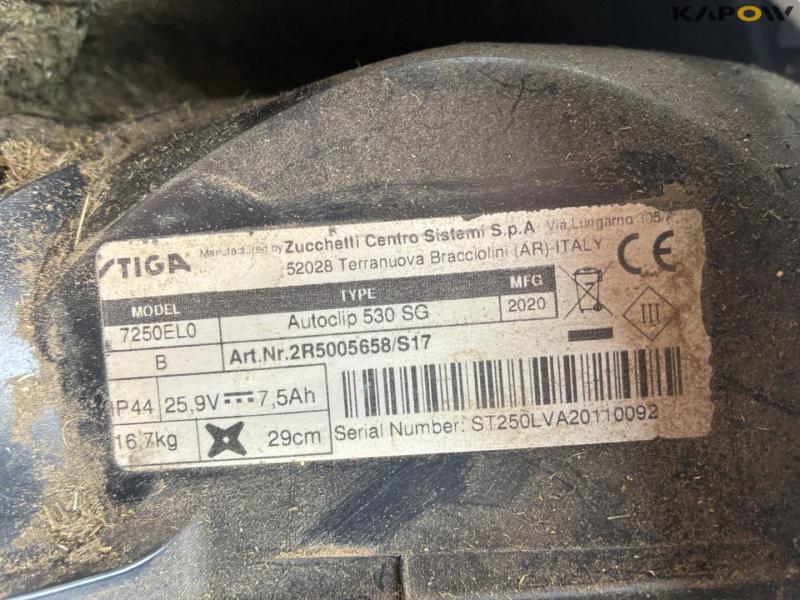 KAPOW
STIGA Manufactured by Zucchetti Centro Sistemi S.p.A Via Lungarno 305/A
52028 Terranuova Bracciolini (AR) ITALY
CE
MODEL TYPE MFG
7250EL0 Autoclip 530 SG 2020
B Art.Nr.2R5005658/S17
III
IP44 25,9V 7,5Ah
16,7kg 29cm
Serial Number: ST250LVA20110092